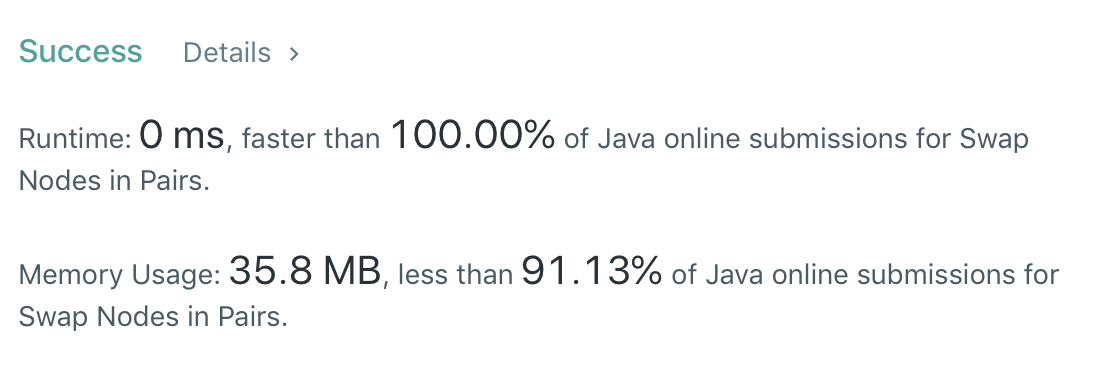 Success Details >
Runtime: 0 ms, faster than 100.00% of Java online submissions for Swap
Nodes in Pairs.
Memory Usage: 35.8 MB, less than 91.13% of Java online submissions for
Swap Nodes in Pairs.